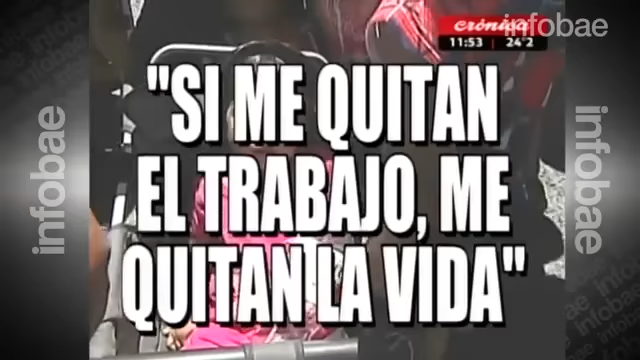 crónica
infobae
11:53 24°2
"SI ME QUITAN
EL TRABAJO, ME
QUITAN LA VIDA"
infobae
infobae